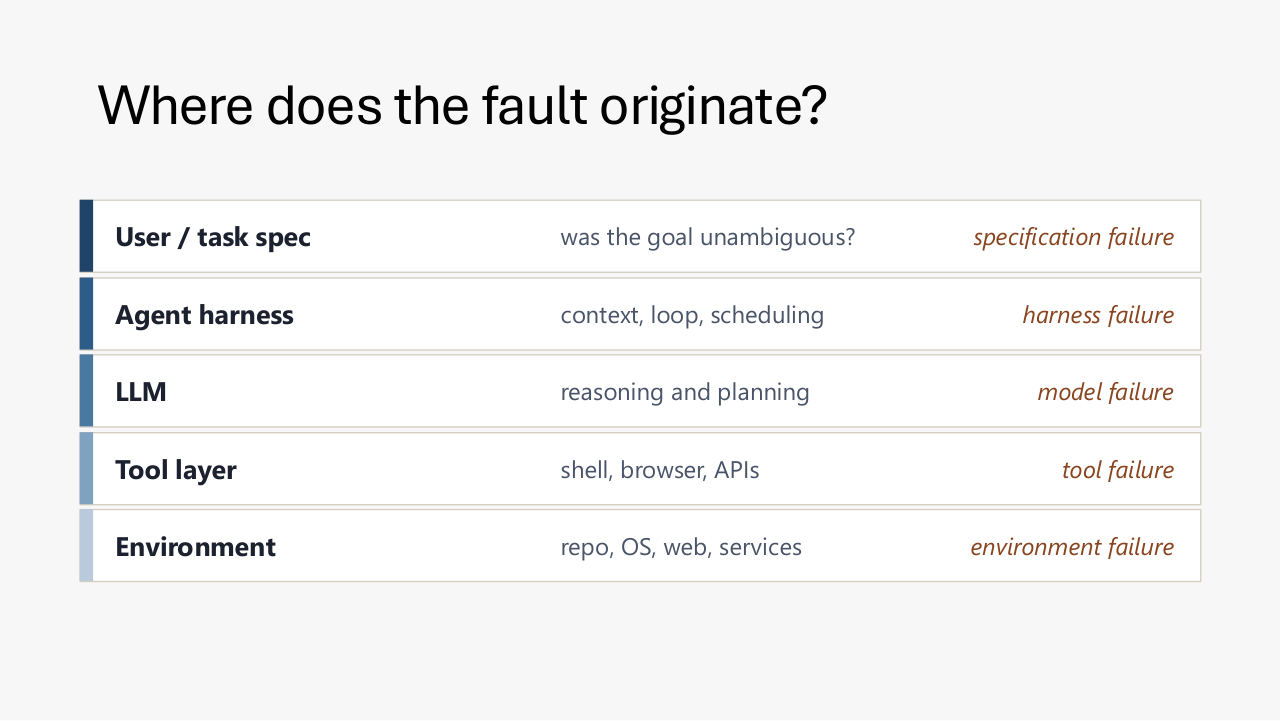 Where does the fault originate?
User / task spec was the goal unambiguous? specification failure
Agent harness context, loop, scheduling harness failure
LLM reasoning and planning model failure
Tool layer shell, browser, APIs tool failure
Environment repo, OS, web, services environment failure